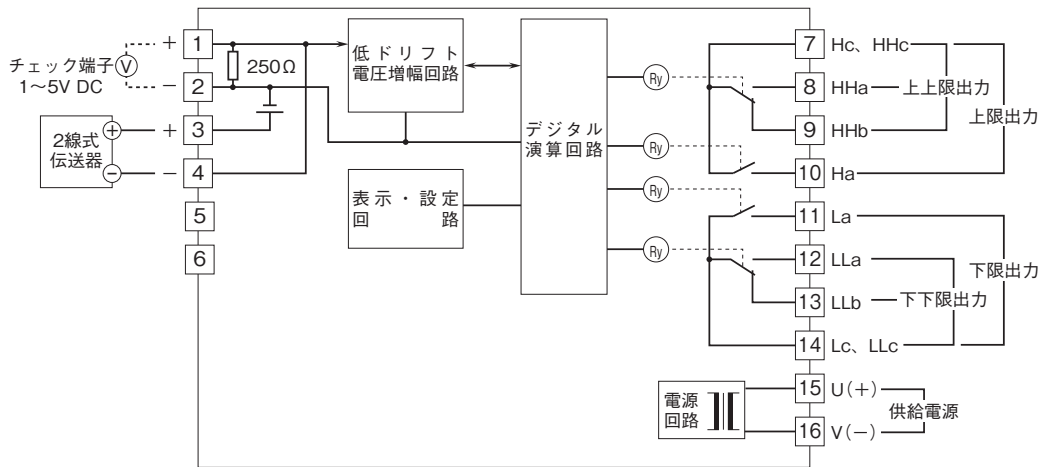 チェック端子
1～5V DC
V
+
−
1
2
250Ω
2線式
伝送器
+
−
+
−
3
4
5
6
低ドリフト
電圧増幅回路
表示・設定
回路
デジタル
演算回路
Ry
Ry
Ry
Ry
7 Hc、HHc
8 HHa
上上限出力
9 HHb
上限出力
10 Ha
11 La
12 LLa
下限出力
13 LLb
下下限出力
14 Lc、LLc
電源
回路
15 U(+)
供給電源
16 V(−)